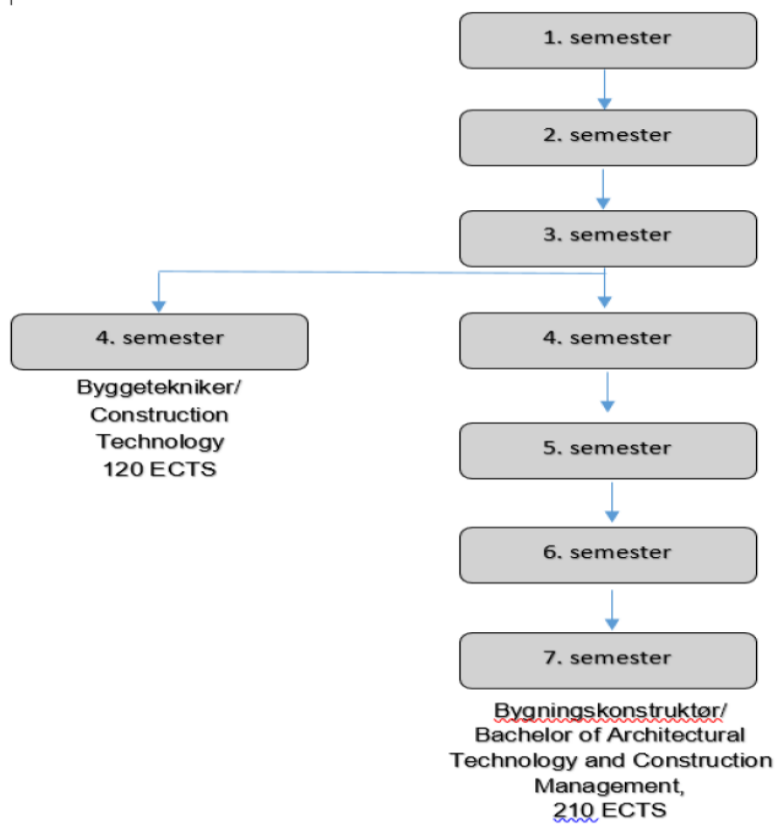 1. semester
2. semester
3. semester
4. semester
4. semester
Byggetekniker/
Construction
Technology
120 ECTS
5. semester
6. semester
7. semester
Bygningskonstruktør/
Bachelor of Architectural
Technology and Construction
Management,
210 ECTS